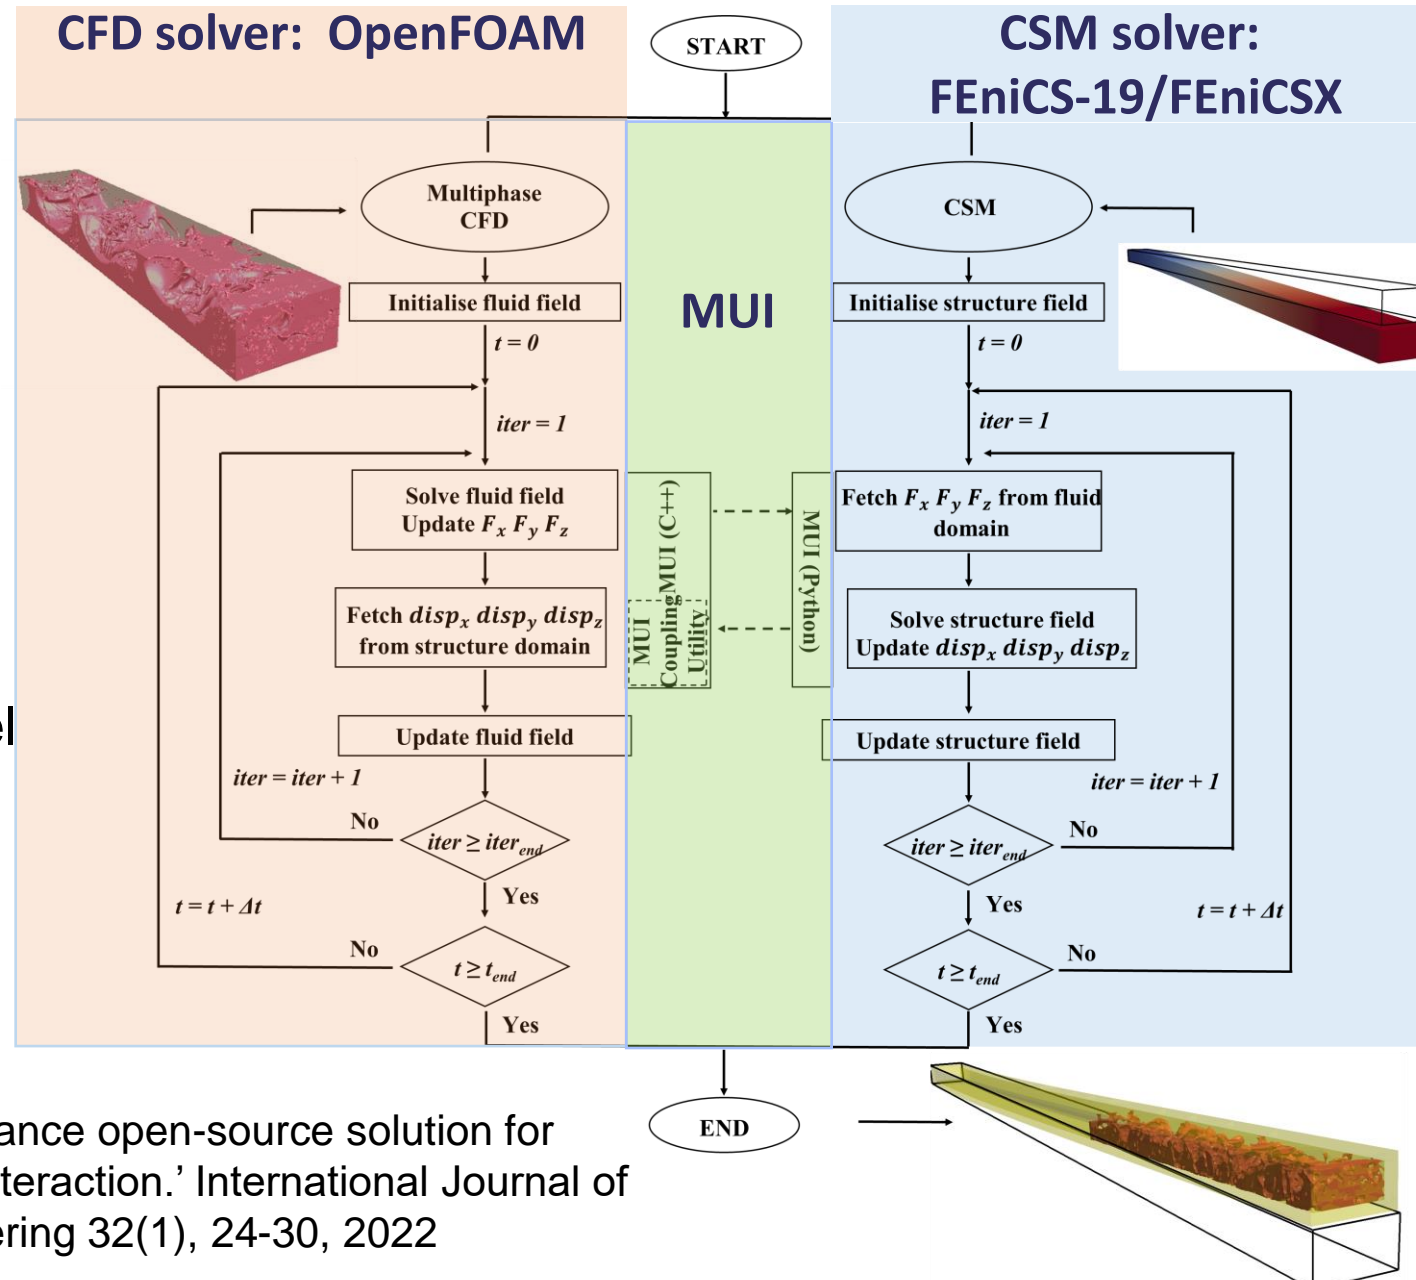 CFD solver: OpenFOAM
START
CSM solver:
FEniCS-19/FEniCSX
Multiphase
CFD
Initialise fluid field
t = 0
iter = 1
Solve fluid field
Update F_x F_y F_z
Fetch disp_x disp_y disp_z
from structure domain
Update fluid field
iter = iter + 1
No
iter ≥ iter_end
Yes
t = t + Δt
No
t ≥ t_end
Yes
MUI
MUI (C++)
MUI
Coupling
Utility
MUI (Python)
CSM
Initialise structure field
t = 0
iter = 1
Fetch F_x F_y F_z from fluid
domain
Solve structure field
Update disp_x disp_y disp_z
Update structure field
iter = iter + 1
No
iter ≥ iter_end
Yes
t = t + Δt
No
t ≥ t_end
Yes
END
el
ance open-source solution for
teraction.’ International Journal of
ering 32(1), 24-30, 2022